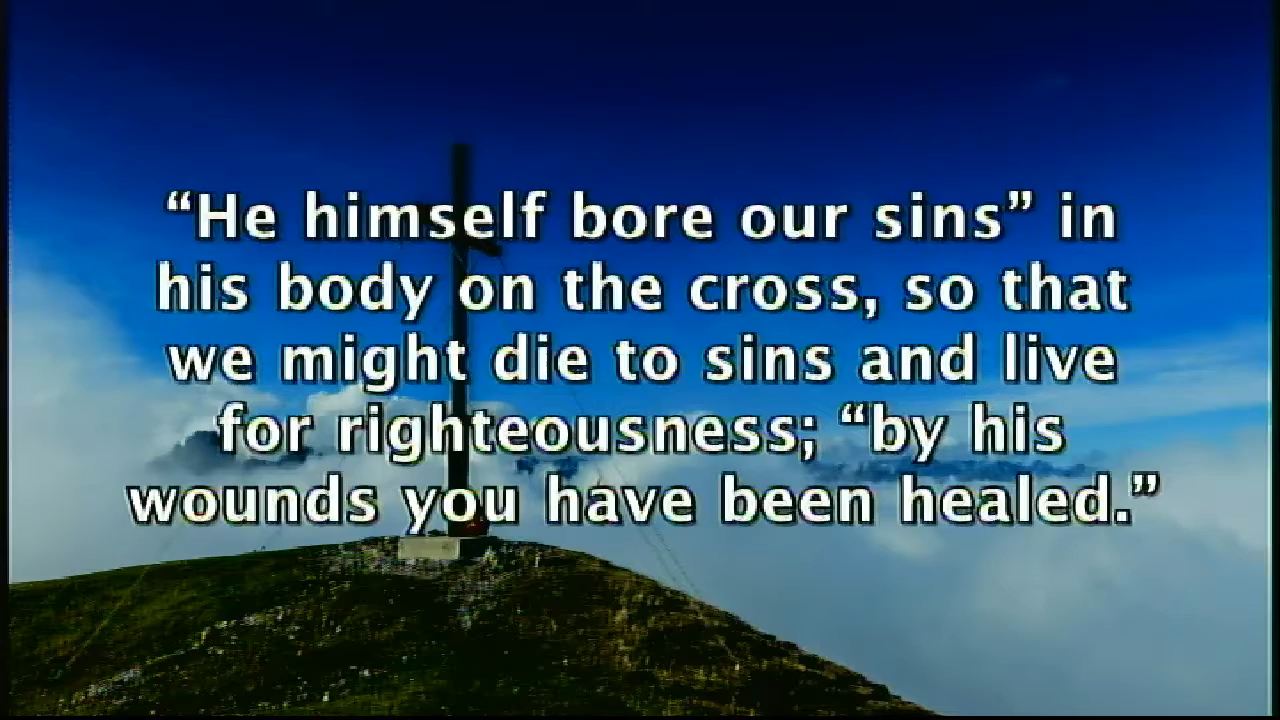 “He himself bore our sins” in
his body on the cross, so that
we might die to sins and live
for righteousness; “by his
wounds you have been healed.”